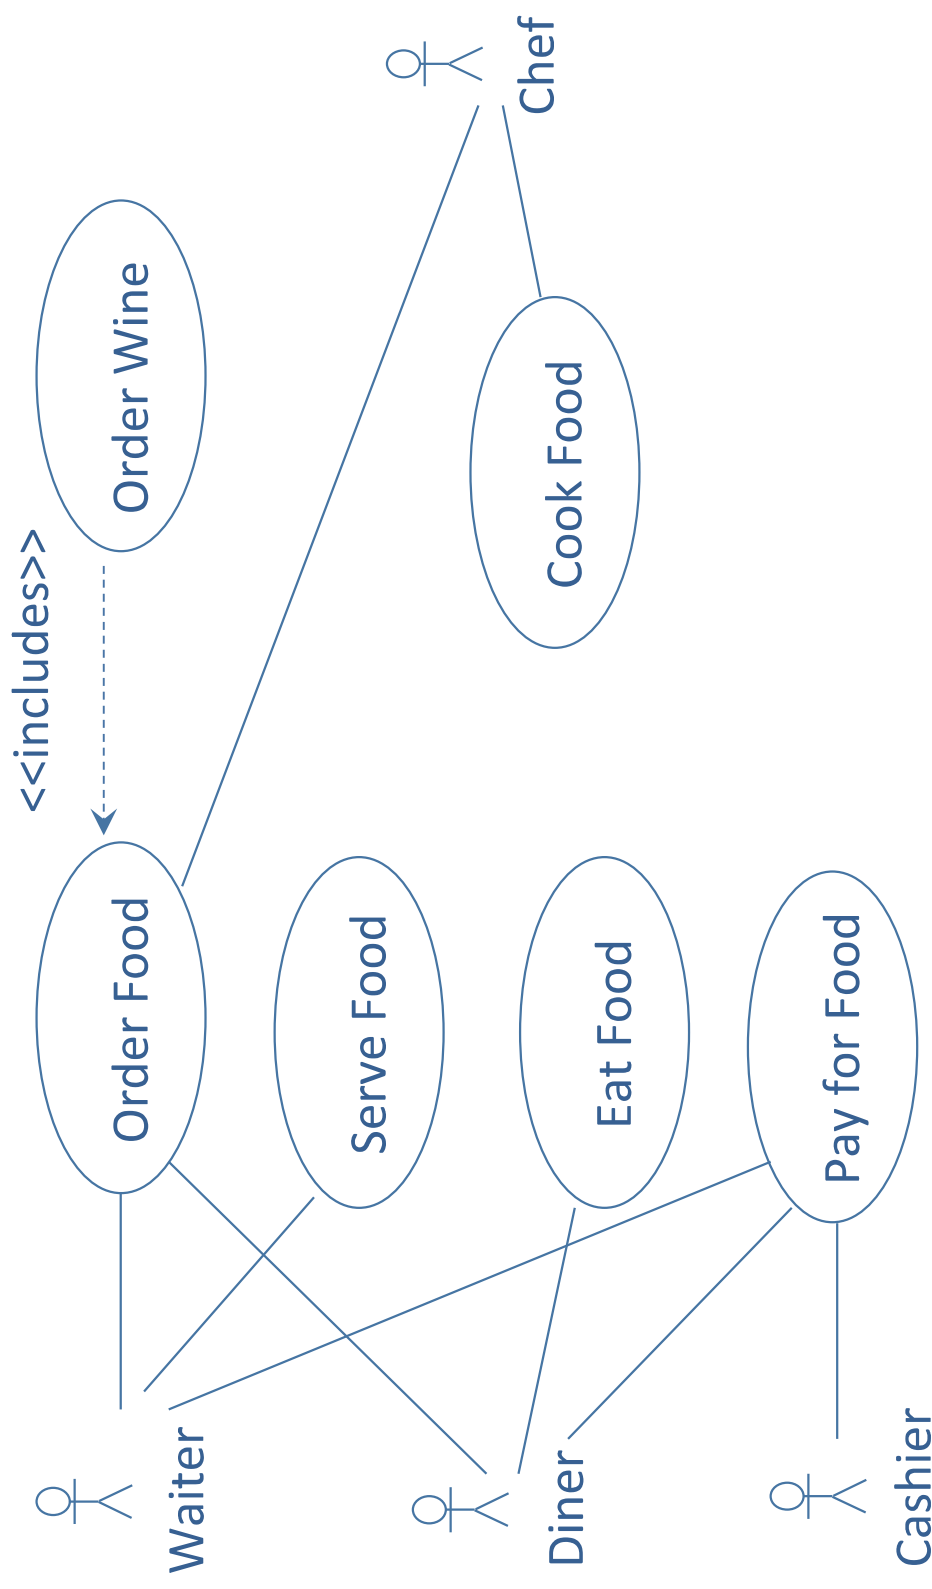 <<includes>>
Order Food
Order Wine
Waiter
Serve Food
Chef
Cook Food
Diner
Eat Food
Pay for Food
Cashier